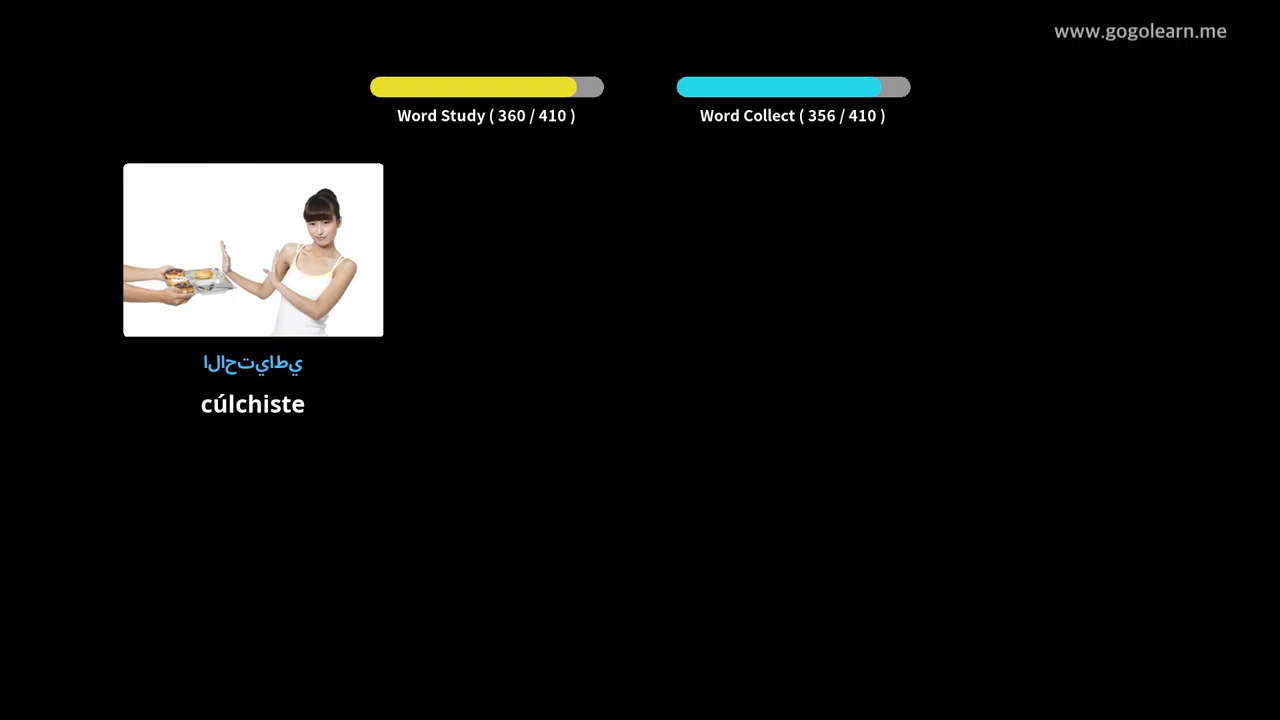 www.gogolearn.me
Word Study ( 360 / 410 )
Word Collect ( 356 / 410 )
الاحتياطي
cúlchiste